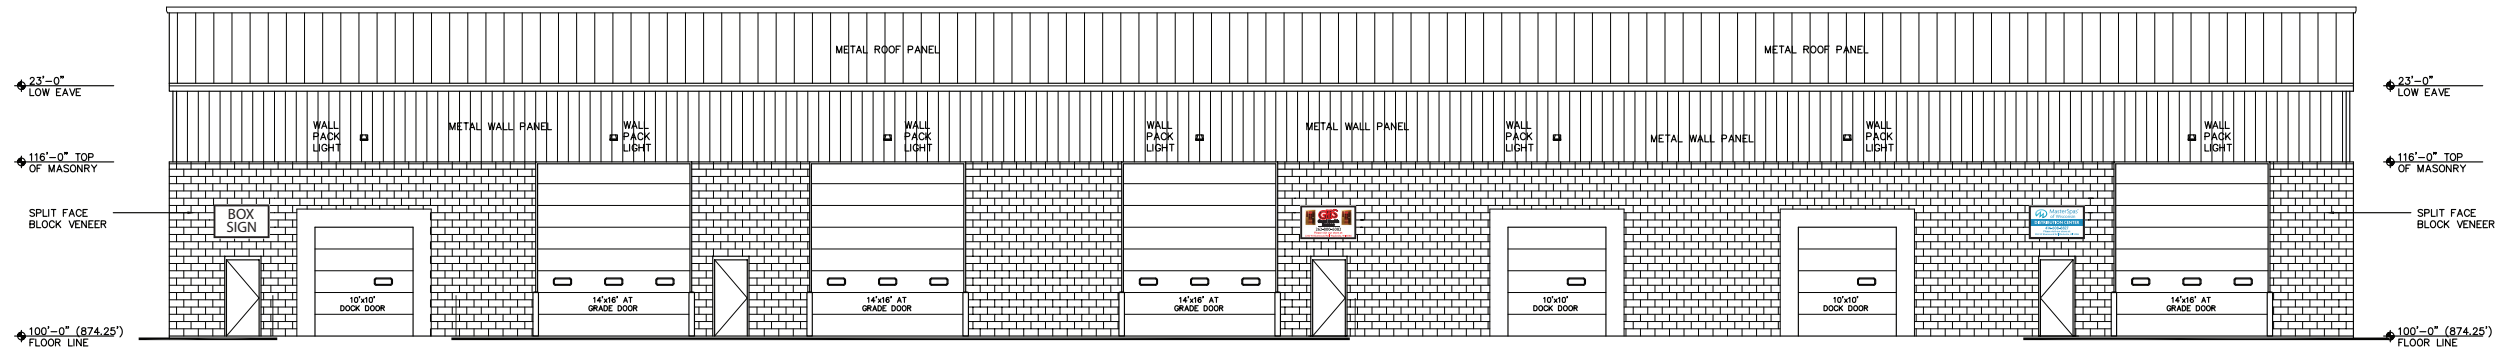 METAL ROOF PANEL
METAL ROOF PANEL
23'-0"
LOW EAVE
23'-0"
LOW EAVE
WALL
PACK
LIGHT
METAL WALL PANEL
WALL
PACK
LIGHT
WALL
PACK
LIGHT
WALL
PACK
LIGHT
METAL WALL PANEL
WALL
PACK
LIGHT
METAL WALL PANEL
WALL
PACK
LIGHT
WALL
PACK
LIGHT
116'-0" TOP
OF MASONRY
116'-0" TOP
OF MASONRY
SPLIT FACE
BLOCK VENEER
BOX
SIGN
MasterSpas
of Wisconsin
DISTRIBUTION CENTER
SPLIT FACE
BLOCK VENEER
10'x10'
DOCK DOOR
14'x16' AT
GRADE DOOR
14'x16' AT
GRADE DOOR
14'x16' AT
GRADE DOOR
10'x10'
DOCK DOOR
10'x10'
DOCK DOOR
14'x16' AT
GRADE DOOR
100'-0" (874.25')
FLOOR LINE
100'-0" (874.25')
FLOOR LINE